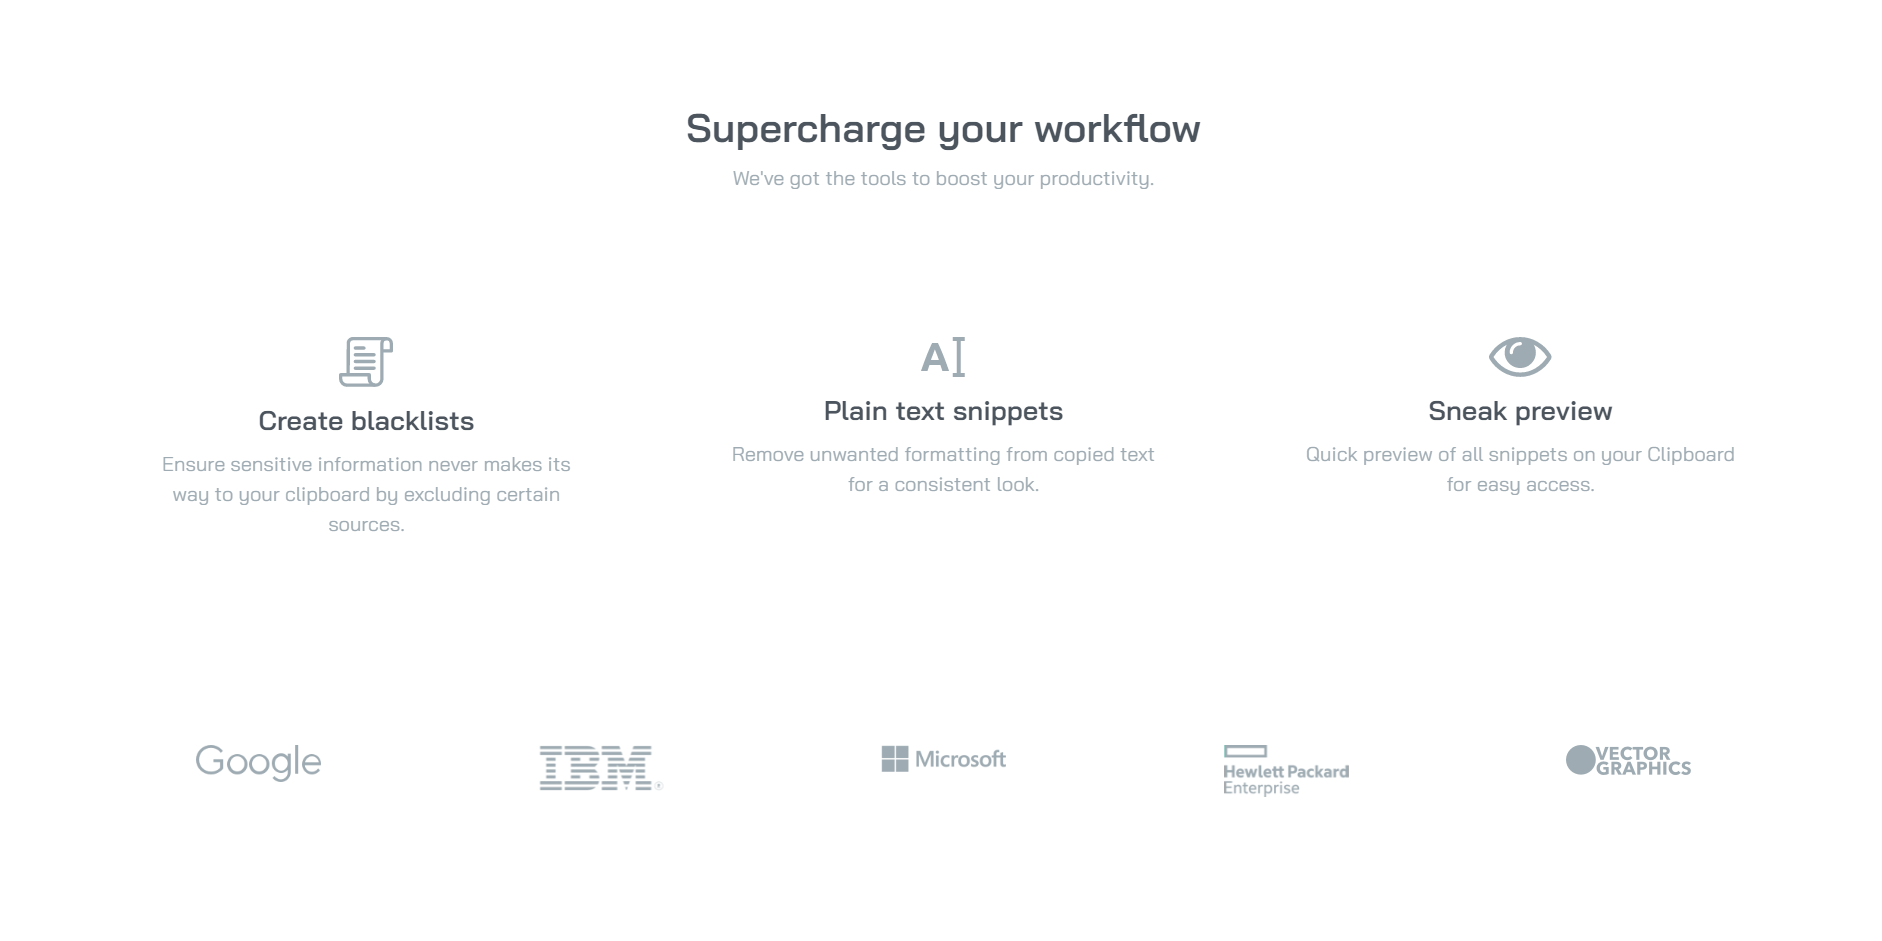 Supercharge your workflow
We've got the tools to boost your productivity.
A
Create blacklists
Ensure sensitive information never makes its
way to your clipboard by excluding certain
sources.
Plain text snippets
Remove unwanted formatting from copied text
for a consistent look.
Sneak preview
Quick preview of all snippets on your Clipboard
for easy access.
Google
IBM
Microsoft
Hewlett Packard
Enterprise
VECTOR
GRAPHICS